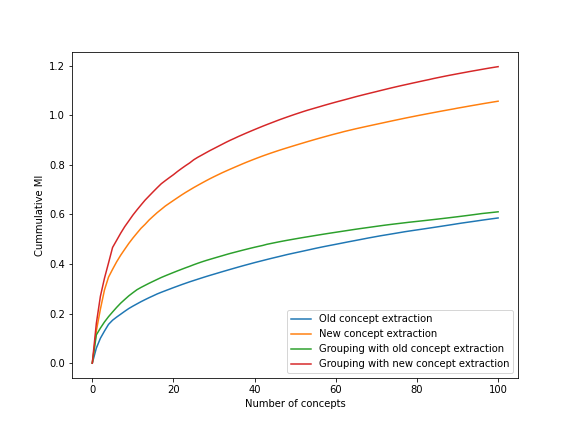 1.2
1.0
0.8
0.6
0.4
0.2
0.0
Cummulative MI
0
20
40
60
80
100
Number of concepts
Old concept extraction
New concept extraction
Grouping with old concept extraction
Grouping with new concept extraction